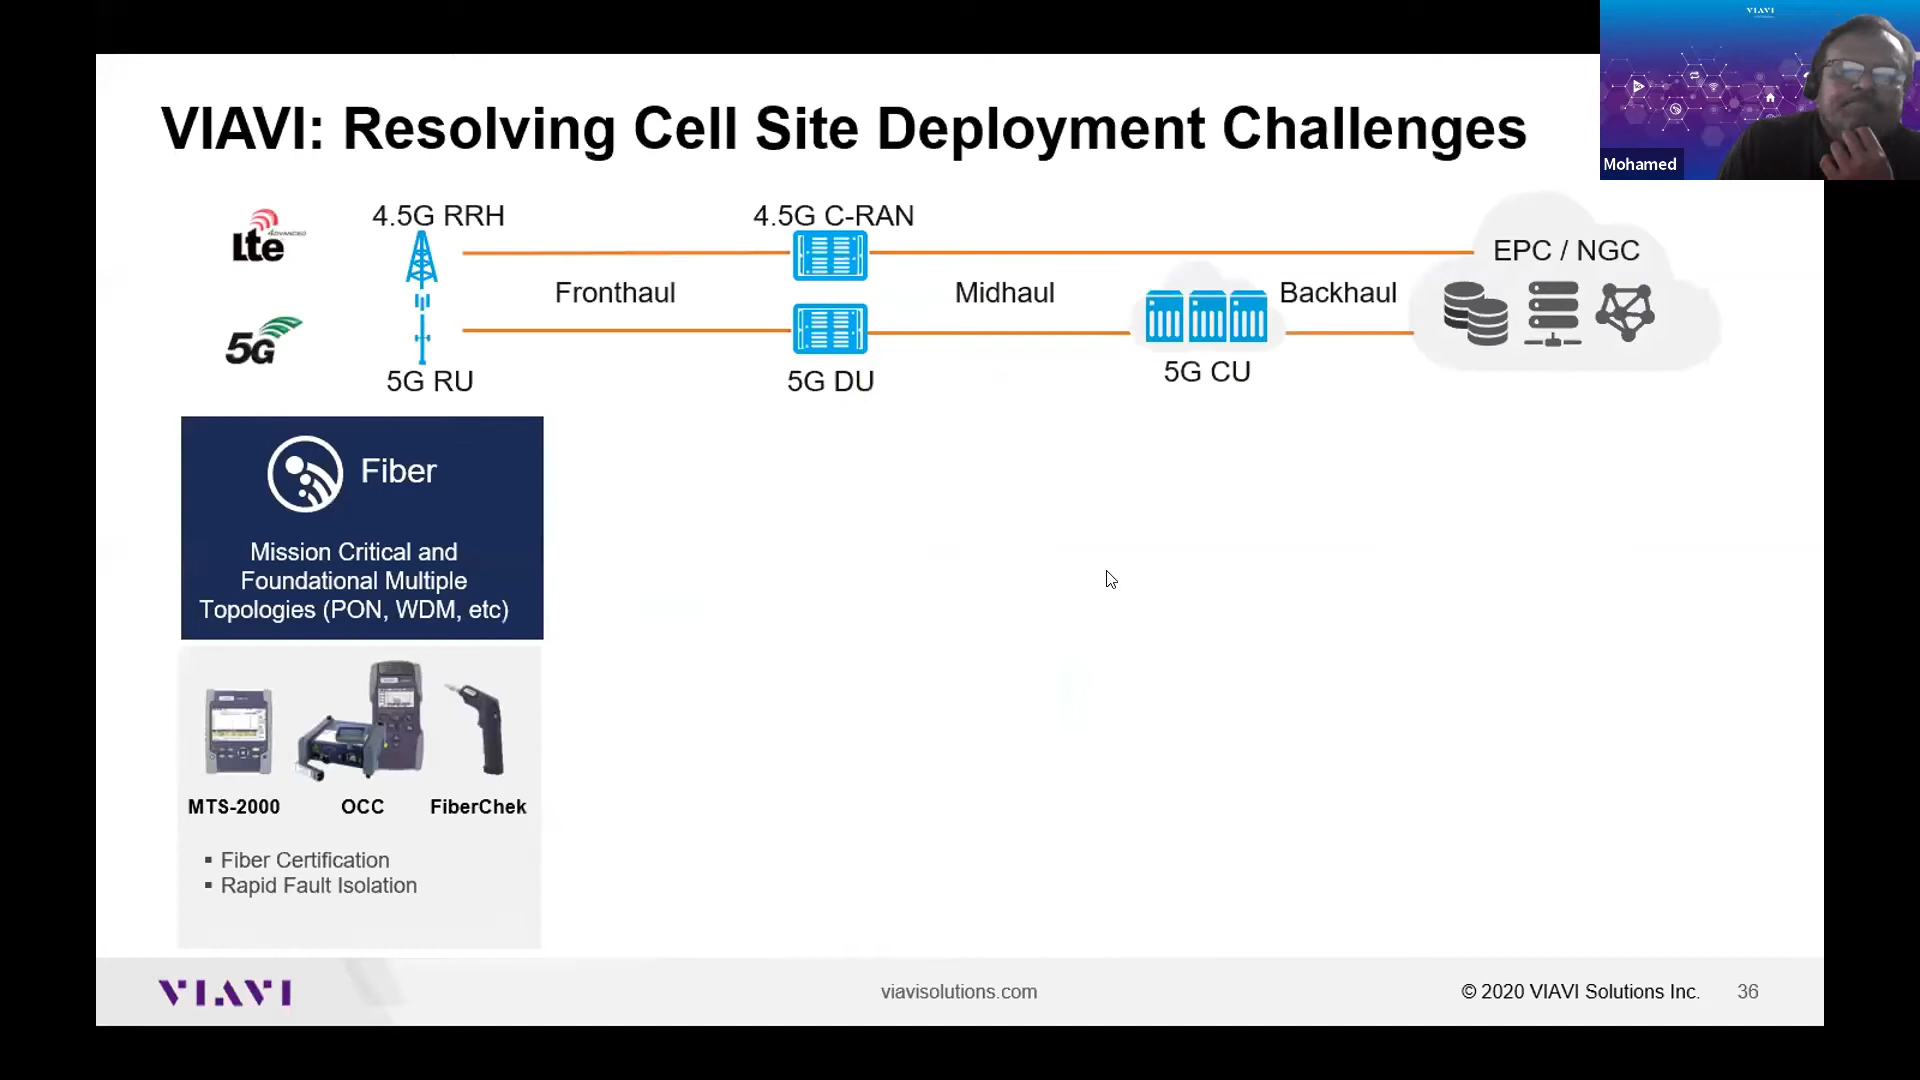 VIAVI
Mohamed
VIAVI: Resolving Cell Site Deployment Challenges
Lte
4DVANCED
4.5G RRH
4.5G C-RAN
EPC / NGC
Fronthaul
Midhaul
Backhaul
5G
5G RU
5G DU
5G CU
Fiber
Mission Critical and
Foundational Multiple
Topologies (PON, WDM, etc)
MTS-2000
OCC
FiberChek
▪ Fiber Certification
▪ Rapid Fault Isolation
VIAVI
viavisolutions.com
© 2020 VIAVI Solutions Inc.
36